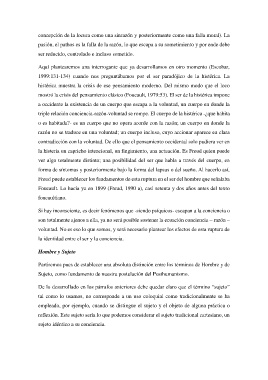 concepción de la locura como una sinrazón y posteriormente como una falla moral). La
pasión, el pathos es la falla de la razón, lo que escapa a su sometimiento y por ende debe
ser reducido, controlado e incluso sometido.
Aquí plantearemos una interrogante que ya desarrollamos en otro momento (Escobar,
1999:131-134) cuando nos preguntábamos por el ser paradójico de la histérica. La
histérica muestra la crisis de ese pensamiento moderno. Del mismo modo que el loco
mostró la crisis del pensamiento clásico (Foucault, 1979:53). El ser de la histérica impone
a occidente la existencia de un cuerpo que escapa a la voluntad, un cuerpo en donde la
triple relación conciencia-razón-voluntad se rompe. El cuerpo de la histérica -¿que habita
o es habitado?- es un cuerpo que no opera acorde con la razón; un cuerpo en donde la
razón no se traduce en una voluntad; un cuerpo incluso, cuyo accionar aparece en clara
contradicción con la voluntad. De ello que el pensamiento occidental solo pudiera ver en
la histeria un capricho intencional, un fingimiento, una actuación. Es Freud quien puede
ver algo totalmente distinto; una posibilidad del ser que habla a través del cuerpo, en
forma de síntomas y posteriormente bajo la forma del lapsus o del sueño. Al hacerlo así,
Freud puede establecer los fundamentos de esta ruptura en el ser del hombre que señalaba
Foucault. Lo hacía ya en 1899 (Freud, 1990 a), casi setenta y dos años antes del texto
foucaultiano.
Si hay inconsciente, es decir fenómenos que -siendo psíquicos- escapan a la conciencia o
son totalmente ajenos a ella, ya no será posible sostener la ecuación conciencia – razón –
voluntad. No es eso lo que somos, y será necesario plantear los efectos de esta ruptura de
la identidad entre el ser y la conciencia.
Hombre y Sujeto
Partiremos pues de establecer una absoluta distinción entre los términos de Hombre y de
Sujeto, como fundamento de nuestra postulación del Posthumanismo.
De lo desarrollado en los párrafos anteriores debe quedar claro que el término “sujeto”
tal como lo usamos, no corresponde a un uso coloquial como tradicionalmente se ha
empleado, por ejemplo, cuando se distingue el sujeto y el objeto de alguna práctica o
reflexión. Este sujeto sería lo que podemos considerar el sujeto tradicional cartesiano, un
sujeto idéntico a su conciencia.